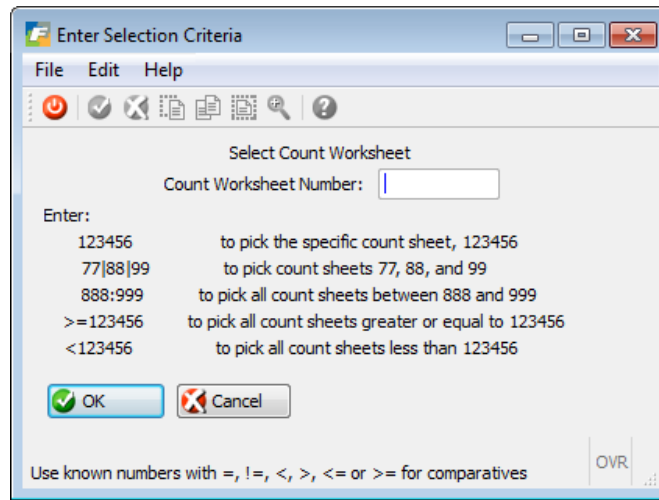 Enter Selection Criteria
File Edit Help
Select Count Worksheet
Count Worksheet Number:
Enter:
123456 to pick the specific count sheet, 123456
77|88|99 to pick count sheets 77, 88, and 99
888:999 to pick all count sheets between 888 and 999
>=123456 to pick all count sheets greater or equal to 123456
<123456 to pick all count sheets less than 123456
OK Cancel
Use known numbers with =, !=, <, >, <= or >= for comparatives OVR